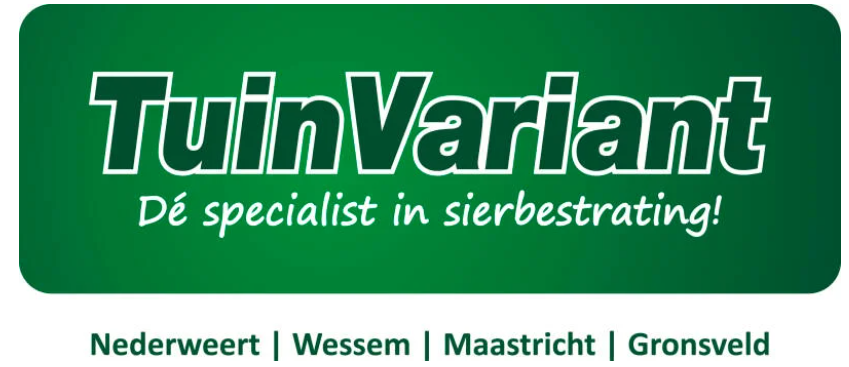 TuinVariant
Dé specialist in sierbestrating!
Nederweert | Wessem | Maastricht | Gronsveld